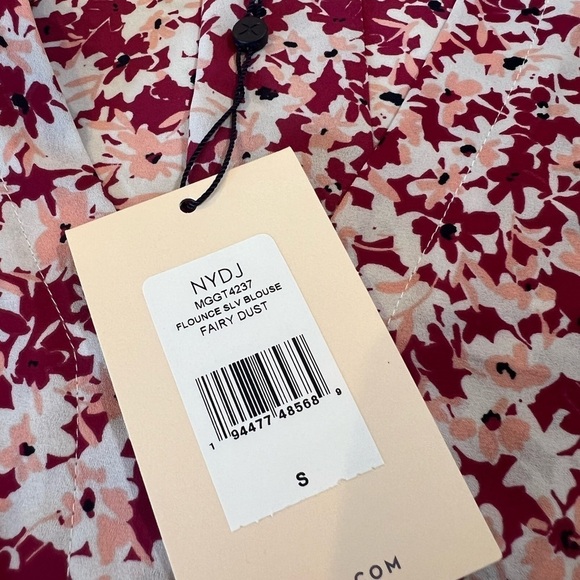 NYDJ
MGGT4237
FLOUNCE SLV BLOUSE
FAIRY DUST
1 94477 48568 9
S
.COM